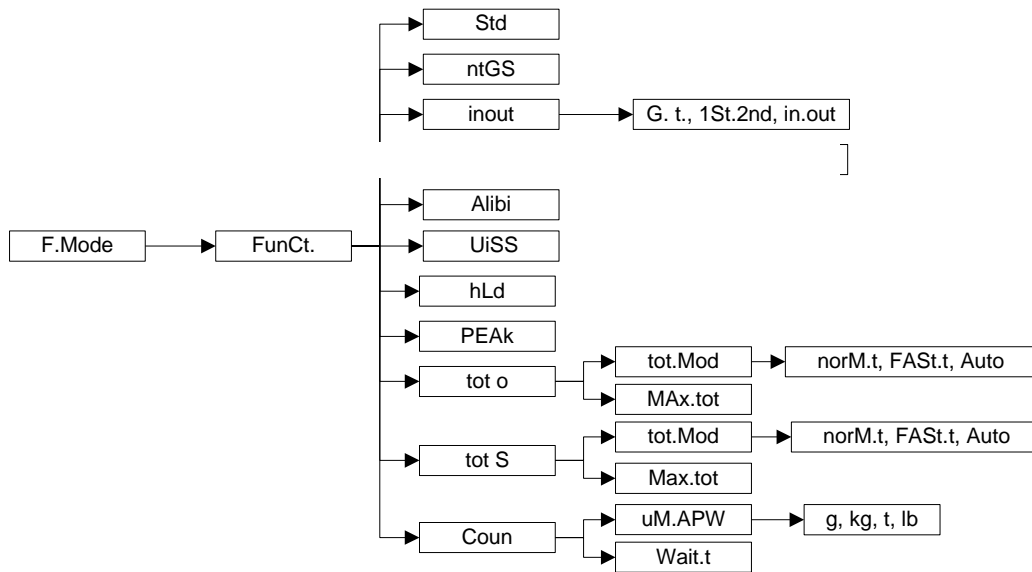 Std
ntGS
inout
G. t., 1St.2nd, in.out
Alibi
F.Mode
FunCt.
UiSS
hLd
PEAk
tot o
tot.Mod
norM.t, FASt.t, Auto
MAx.tot
tot S
tot.Mod
norM.t, FASt.t, Auto
Max.tot
Coun
uM.APW
g, kg, t, lb
Wait.t